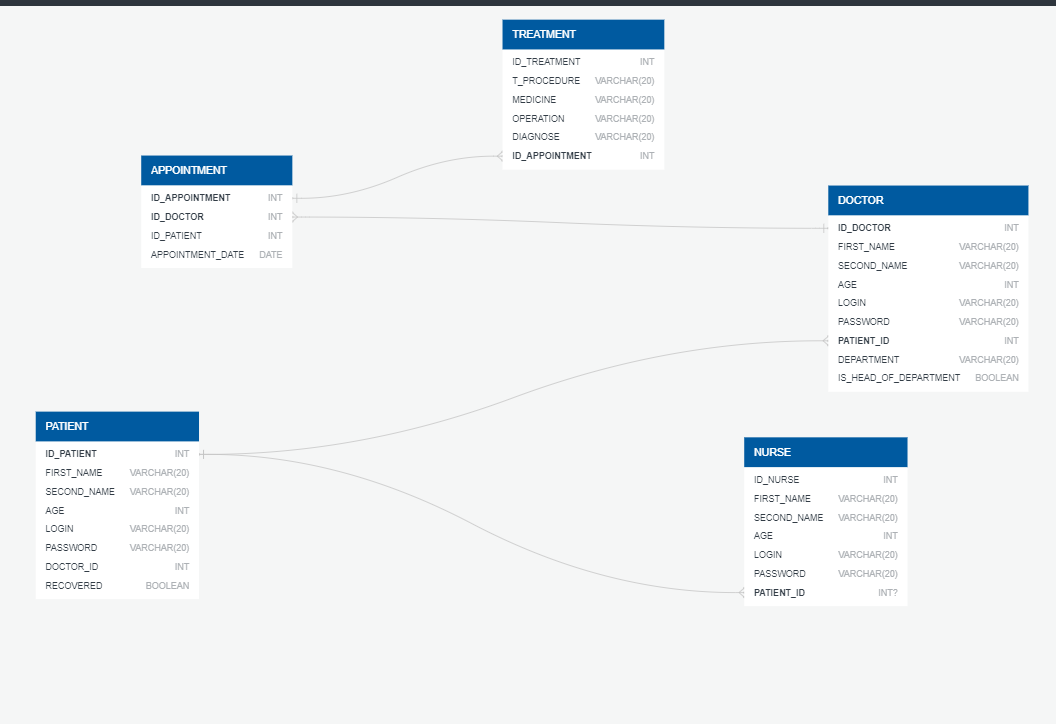 TREATMENT
ID_TREATMENT INT
T_PROCEDURE VARCHAR(20)
MEDICINE VARCHAR(20)
OPERATION VARCHAR(20)
DIAGNOSE VARCHAR(20)
ID_APPOINTMENT INT
APPOINTMENT
ID_APPOINTMENT INT
ID_DOCTOR INT
ID_PATIENT INT
APPOINTMENT_DATE DATE
DOCTOR
ID_DOCTOR INT
FIRST_NAME VARCHAR(20)
SECOND_NAME VARCHAR(20)
AGE INT
LOGIN VARCHAR(20)
PASSWORD VARCHAR(20)
PATIENT_ID INT
DEPARTMENT VARCHAR(20)
IS_HEAD_OF_DEPARTMENT BOOLEAN
PATIENT
ID_PATIENT INT
FIRST_NAME VARCHAR(20)
SECOND_NAME VARCHAR(20)
AGE INT
LOGIN VARCHAR(20)
PASSWORD VARCHAR(20)
DOCTOR_ID INT
RECOVERED BOOLEAN
NURSE
ID_NURSE INT
FIRST_NAME VARCHAR(20)
SECOND_NAME VARCHAR(20)
AGE INT
LOGIN VARCHAR(20)
PASSWORD VARCHAR(20)
PATIENT_ID INT?